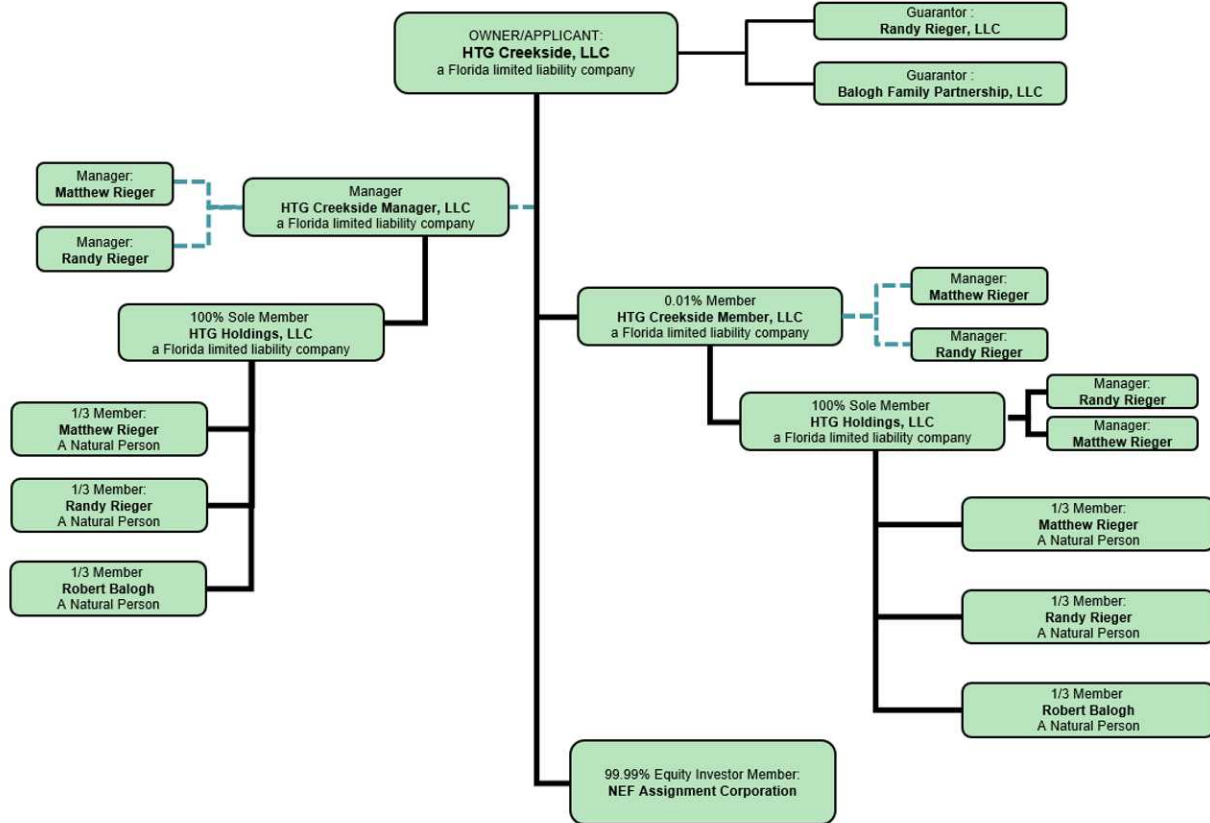 OWNER/APPLICANT:
HTG Creekside, LLC
a Florida limited liability company
Guarantor :
Randy Rieger, LLC
Guarantor :
Balogh Family Partnership, LLC
Manager:
Matthew Rieger
Manager:
Randy Rieger
Manager
HTG Creekside Manager, LLC
a Florida limited liability company
100% Sole Member
HTG Holdings, LLC
a Florida limited liability company
1/3 Member:
Matthew Rieger
A Natural Person
1/3 Member:
Randy Rieger
A Natural Person
1/3 Member
Robert Balogh
A Natural Person
0.01% Member
HTG Creekside Member, LLC
a Florida limited liability company
Manager:
Matthew Rieger
Manager:
Randy Rieger
100% Sole Member
HTG Holdings, LLC
a Florida limited liability company
Manager:
Randy Rieger
Manager:
Matthew Rieger
1/3 Member:
Matthew Rieger
A Natural Person
1/3 Member:
Randy Rieger
A Natural Person
1/3 Member
Robert Balogh
A Natural Person
99.99% Equity Investor Member:
NEF Assignment Corporation